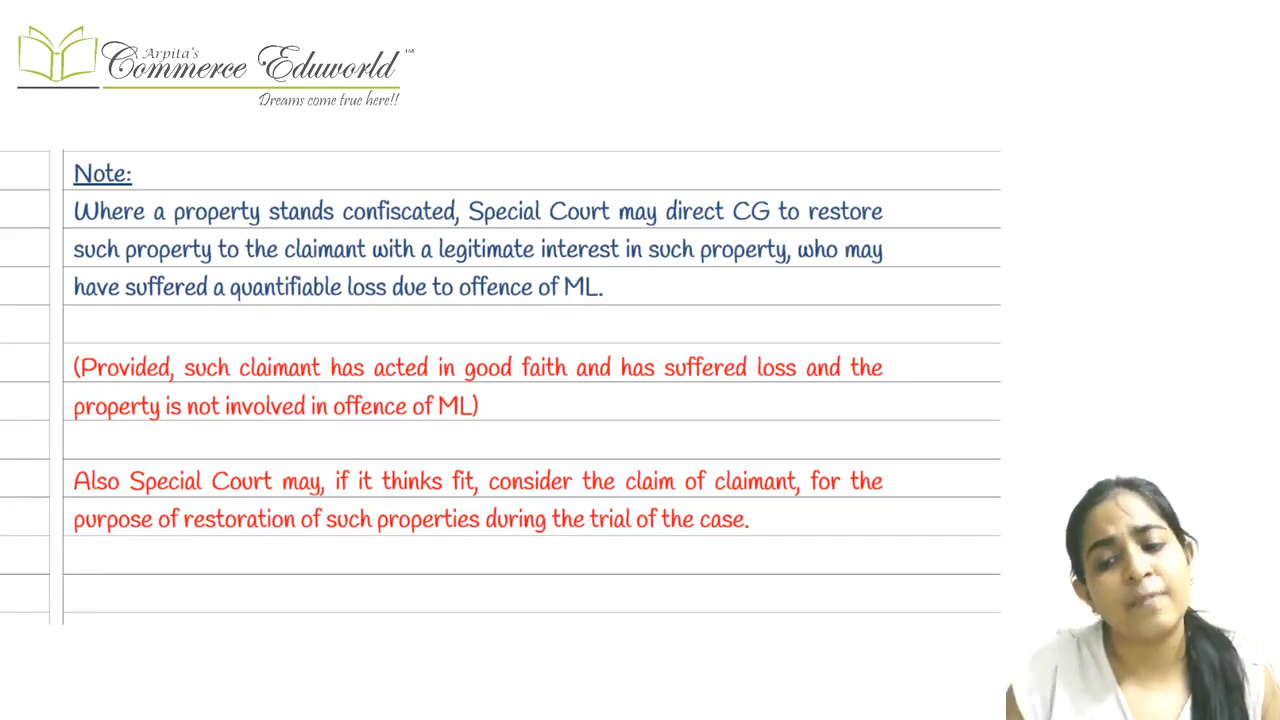 Arpita's
Commerce Eduworld™
Dreams come true here!!
Note:
Where a property stands confiscated, Special Court may direct CG to restore
such property to the claimant with a legitimate interest in such property, who may
have suffered a quantifiable loss due to offence of ML.
(Provided, such claimant has acted in good faith and has suffered loss and the
property is not involved in offence of ML)
Also Special Court may, if it thinks fit, consider the claim of claimant, for the
purpose of restoration of such properties during the trial of the case.